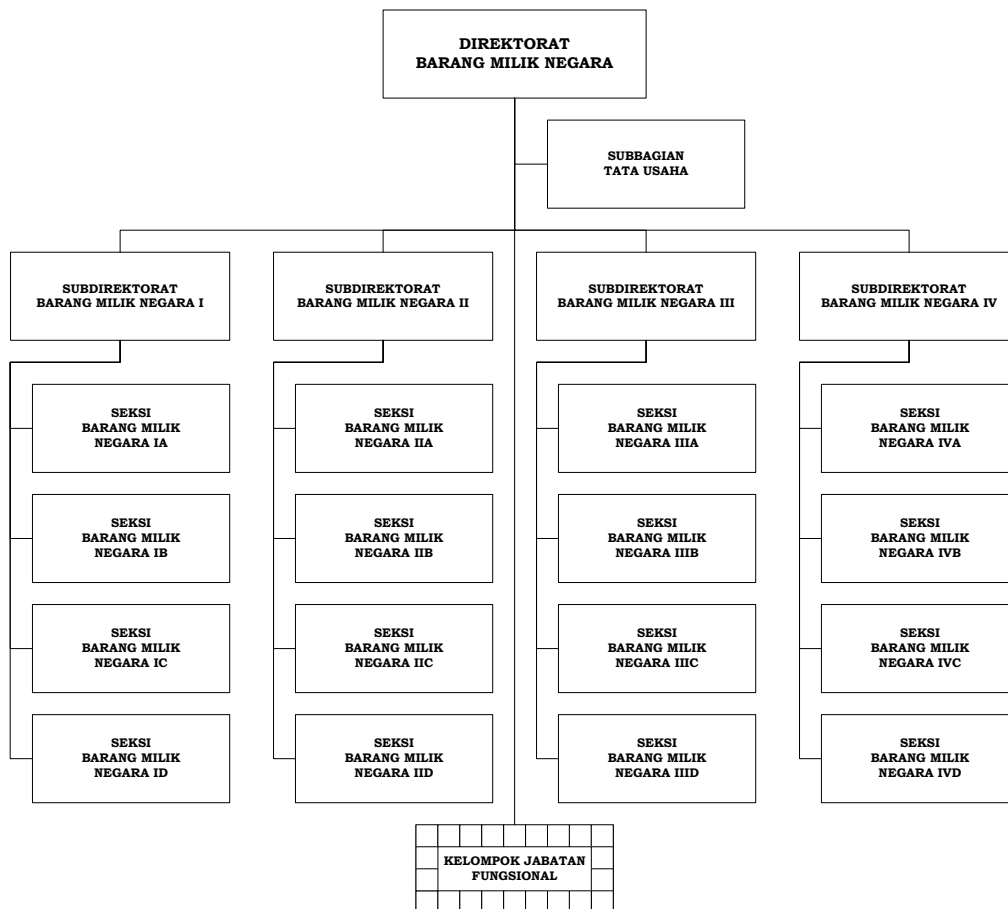 DIREKTORAT
BARANG MILIK NEGARA
SUBBAGIAN
TATA USAHA
SUBDIREKTORAT
BARANG MILIK NEGARA I
SUBDIREKTORAT
BARANG MILIK NEGARA II
SUBDIREKTORAT
BARANG MILIK NEGARA III
SUBDIREKTORAT
BARANG MILIK NEGARA IV
SEKSI
BARANG MILIK
NEGARA IA
SEKSI
BARANG MILIK
NEGARA IIA
SEKSI
BARANG MILIK
NEGARA IIIA
SEKSI
BARANG MILIK
NEGARA IVA
SEKSI
BARANG MILIK
NEGARA IB
SEKSI
BARANG MILIK
NEGARA IIB
SEKSI
BARANG MILIK
NEGARA IIIB
SEKSI
BARANG MILIK
NEGARA IVB
SEKSI
BARANG MILIK
NEGARA IC
SEKSI
BARANG MILIK
NEGARA IIC
SEKSI
BARANG MILIK
NEGARA IIIC
SEKSI
BARANG MILIK
NEGARA IVC
SEKSI
BARANG MILIK
NEGARA ID
SEKSI
BARANG MILIK
NEGARA IID
SEKSI
BARANG MILIK
NEGARA IIID
SEKSI
BARANG MILIK
NEGARA IVD
KELOMPOK JABATAN
FUNGSIONAL